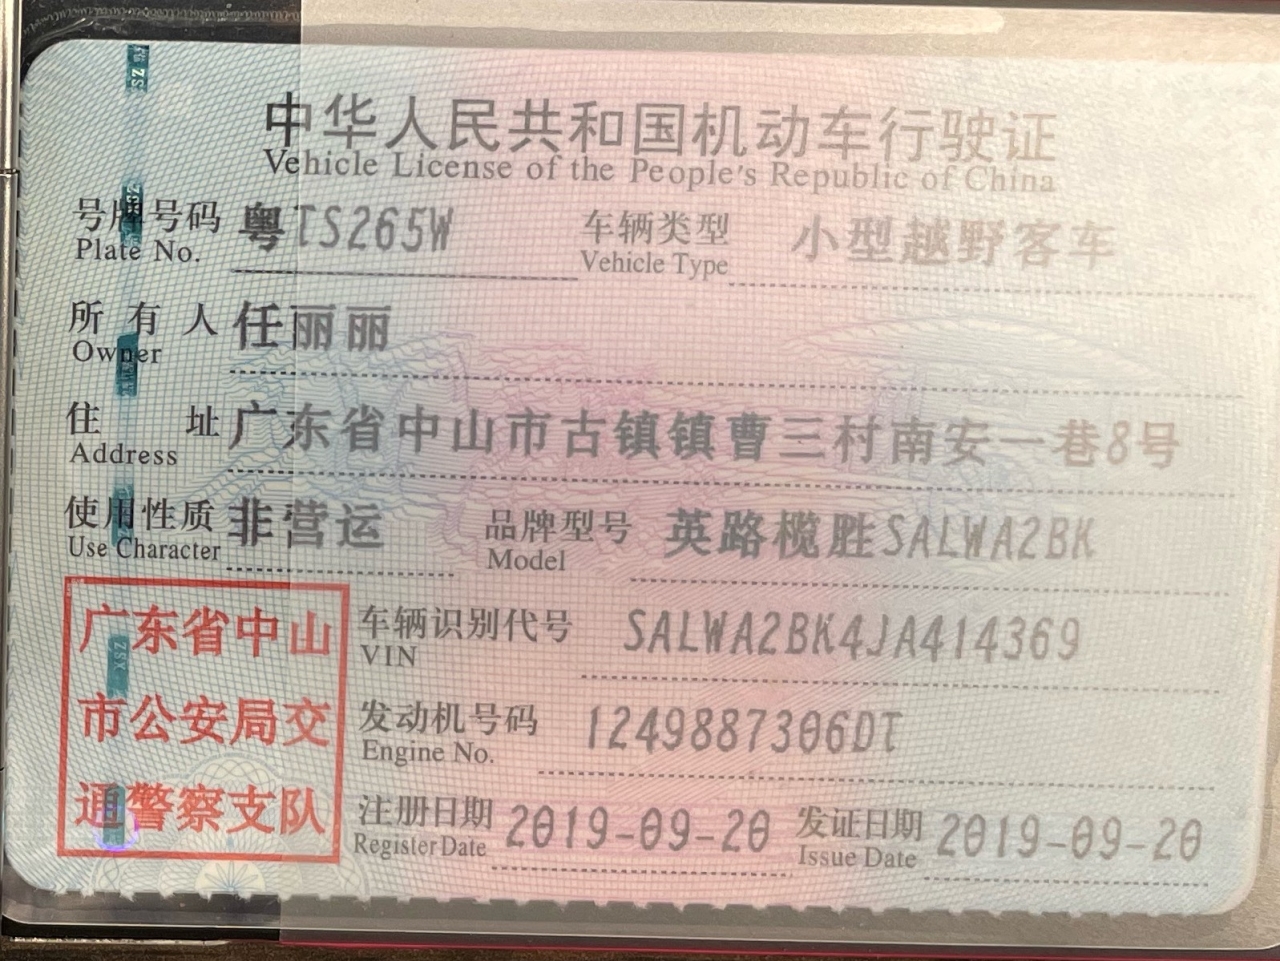 中华人民共和国机动车行驶证
Vehicle License of the People's Republic of China
号牌号码 粤TS265W 车辆类型 小型越野客车
Plate No. Vehicle Type
所有人 任丽丽
Owner
住址 广东省中山市古镇镇曹三村南安一巷8号
Address
使用性质 非营运 品牌型号 英路榄胜SALWA2BK
Use Character Model
广东省中山
市公安局交
通警察支队
车辆识别代号 SALWA2BK4JA414369
VIN
发动机号码 1249887306DT
Engine No.
注册日期 2019-09-20 发证日期 2019-09-20
Register Date Issue Date